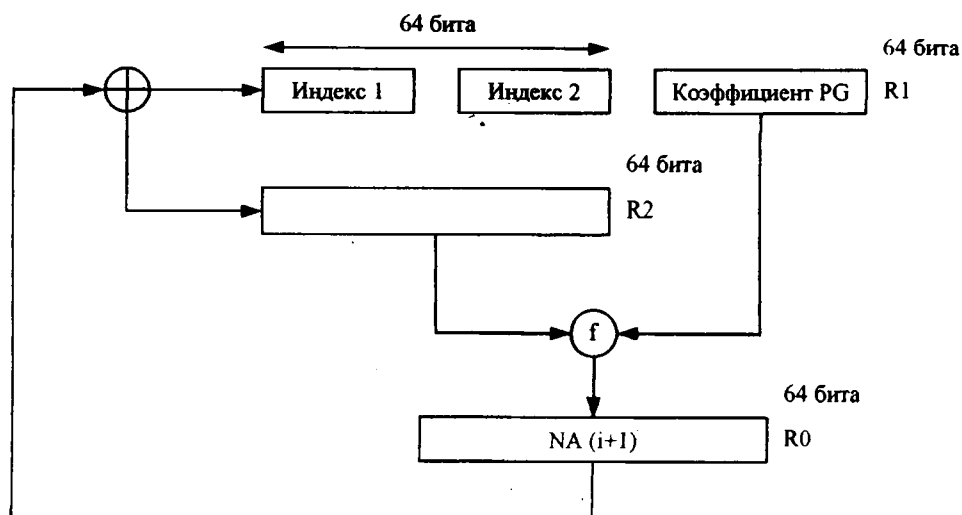 64 бита
64 бита
Индекс 1
Индекс 2
Коэффициент PG
R1
64 бита
R2
f
64 бита
NA (i+1)
R0